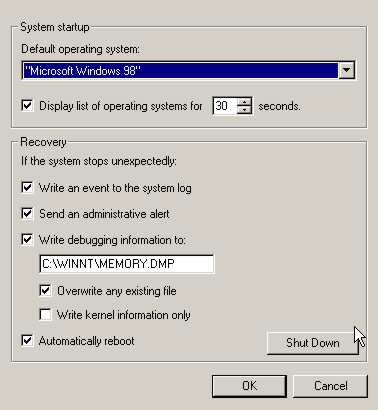 System startup
Default operating system:
"Microsoft Windows 98"
Display list of operating systems for 30 seconds.
Recovery
If the system stops unexpectedly:
Write an event to the system log
Send an administrative alert
Write debugging information to:
C:\WINNT\MEMORY.DMP
Overwrite any existing file
Write kernel information only
Automatically reboot
Shut Down
OK Cancel